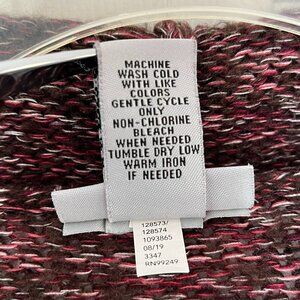 MACHINE
WASH COLD
WITH LIKE
COLORS
GENTLE CYCLE
ONLY
NON-CHLORINE
BLEACH
WHEN NEEDED
TUMBLE DRY LOW
WARM IRON
IF NEEDED
128573/
128574
1093865
08/19
3347
RN99249